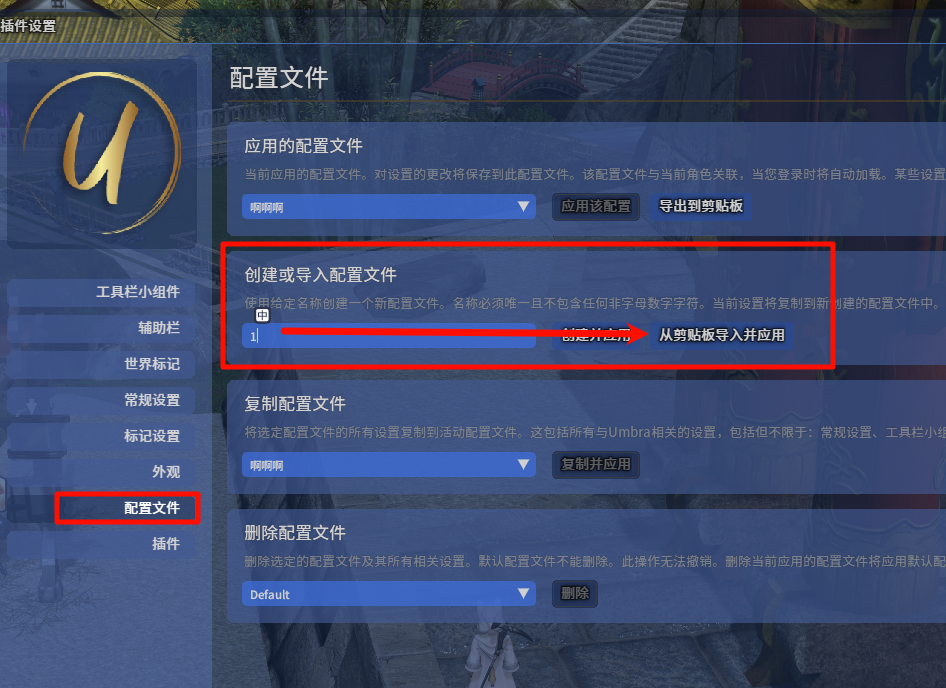 插件设置
配置文件
应用的配置文件
当前应用的配置文件。对设置的更改将保存到此配置文件。该配置文件与当前角色关联，当您登录时将自动加载。某些设置
啊啊啊
应用该配置
导出到剪贴板
创建或导入配置文件
使用给定名称创建一个新配置文件。名称必须唯一且不包含任何非字母数字字符。当前设置将复制到新创建的配置文件中。
中
1
创建并应用
从剪贴板导入并应用
复制配置文件
将选定配置文件的所有设置复制到活动配置文件。这包括所有与Umbra相关的设置，包括但不限于：常规设置、工具栏小组
啊啊啊
复制并应用
删除配置文件
删除选定的配置文件及其所有相关设置。默认配置文件不能删除。此操作无法撤销。删除当前应用的配置文件将应用默认配
Default
删除
工具栏小组件
辅助栏
世界标记
常规设置
标记设置
外观
配置文件
插件